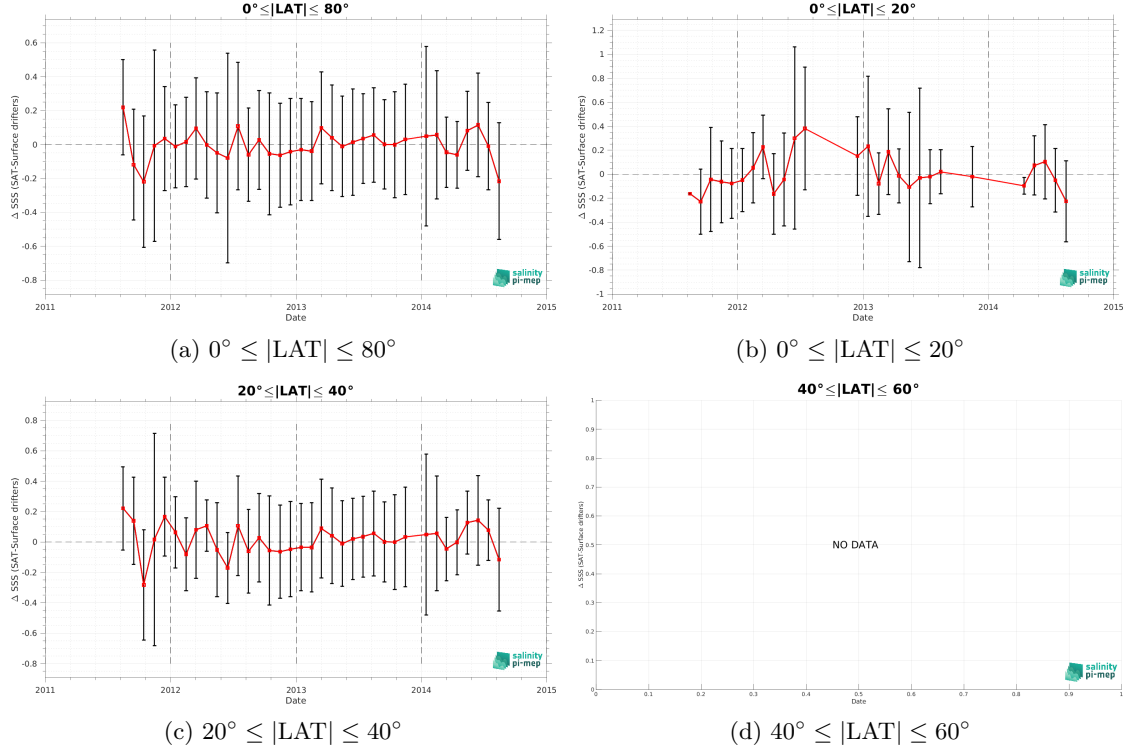 0°≤|LAT|≤ 80°
0.6
0.4
0.2
0
-0.2
-0.4
-0.6
-0.8
Δ SSS (SAT-Surface drifters)
2011
2012
2013
2014
2015
Date
salinity
pi-mep
(a) 0° ≤ |LAT| ≤ 80°
0°≤|LAT|≤ 20°
1.2
1
0.8
0.6
0.4
0.2
0
-0.2
-0.4
-0.6
-0.8
-1
Δ SSS (SAT-Surface drifters)
2011
2012
2013
2014
2015
Date
salinity
pi-mep
(b) 0° ≤ |LAT| ≤ 20°
20°≤|LAT|≤ 40°
0.8
0.6
0.4
0.2
0
-0.2
-0.4
-0.6
-0.8
Δ SSS (SAT-Surface drifters)
2011
2012
2013
2014
2015
Date
salinity
pi-mep
(c) 20° ≤ |LAT| ≤ 40°
40°≤|LAT|≤ 60°
1
0.9
0.8
0.7
0.6
0.5
0.4
0.3
0.2
0.1
0
Δ SSS (SAT-Surface drifters)
NO DATA
0
0.1
0.2
0.3
0.4
0.5
0.6
0.7
0.8
0.9
1
Date
salinity
pi-mep
(d) 40° ≤ |LAT| ≤ 60°